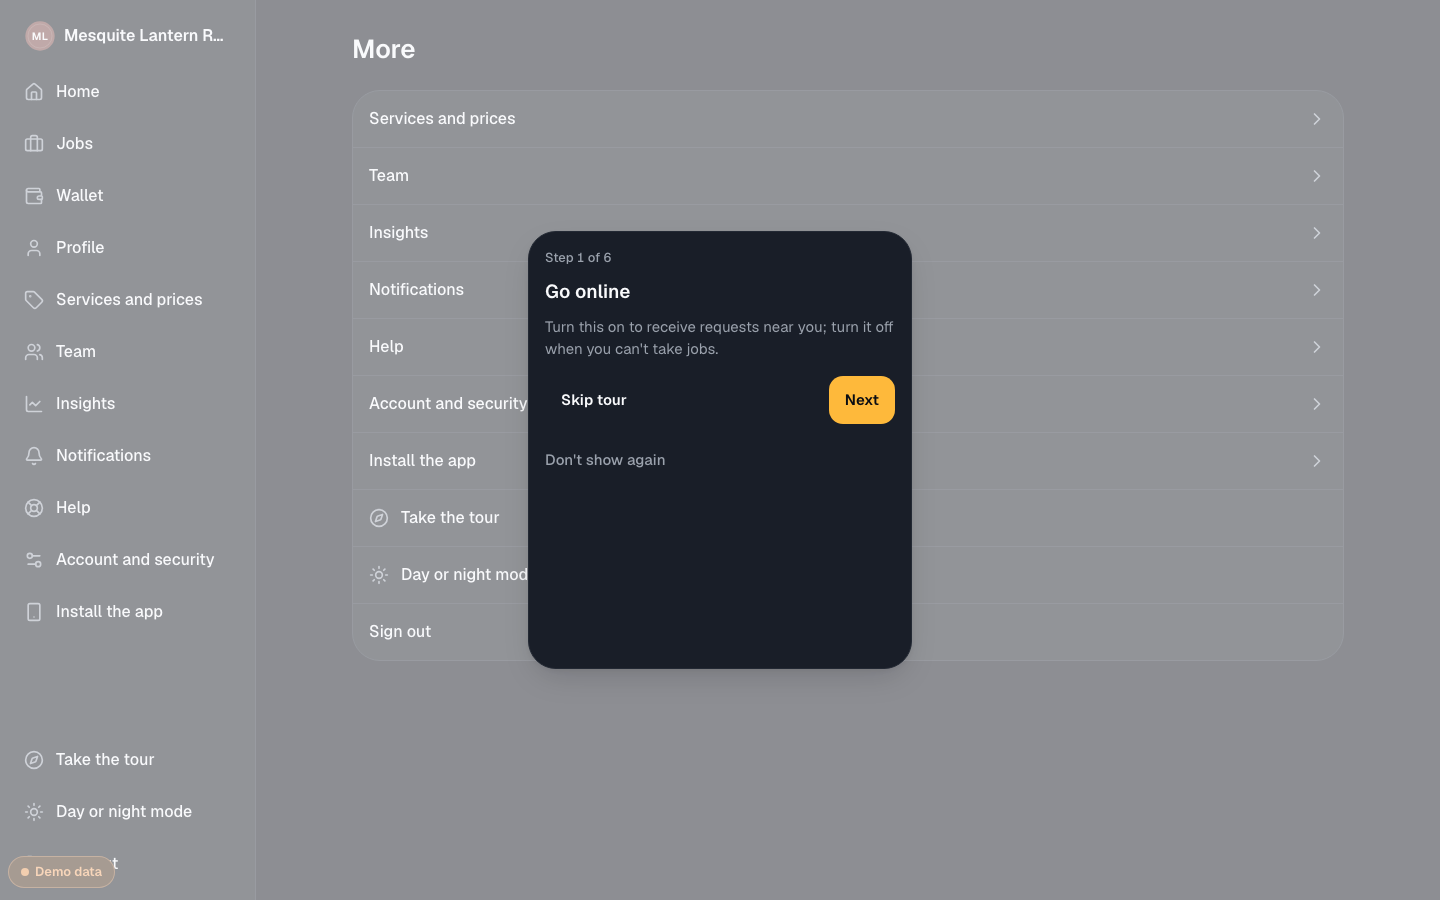 ML
Mesquite Lantern R...
Home
Jobs
Wallet
Profile
Services and prices
Team
Insights
Notifications
Help
Account and security
Install the app
Take the tour
Day or night mode
Demo data
More
Services and prices
Team
Insights
Notifications
Help
Account and security
Install the app
Take the tour
Day or night mod
Sign out
Step 1 of 6
Go online
Turn this on to receive requests near you; turn it off
when you can't take jobs.
Skip tour
Next
Don't show again